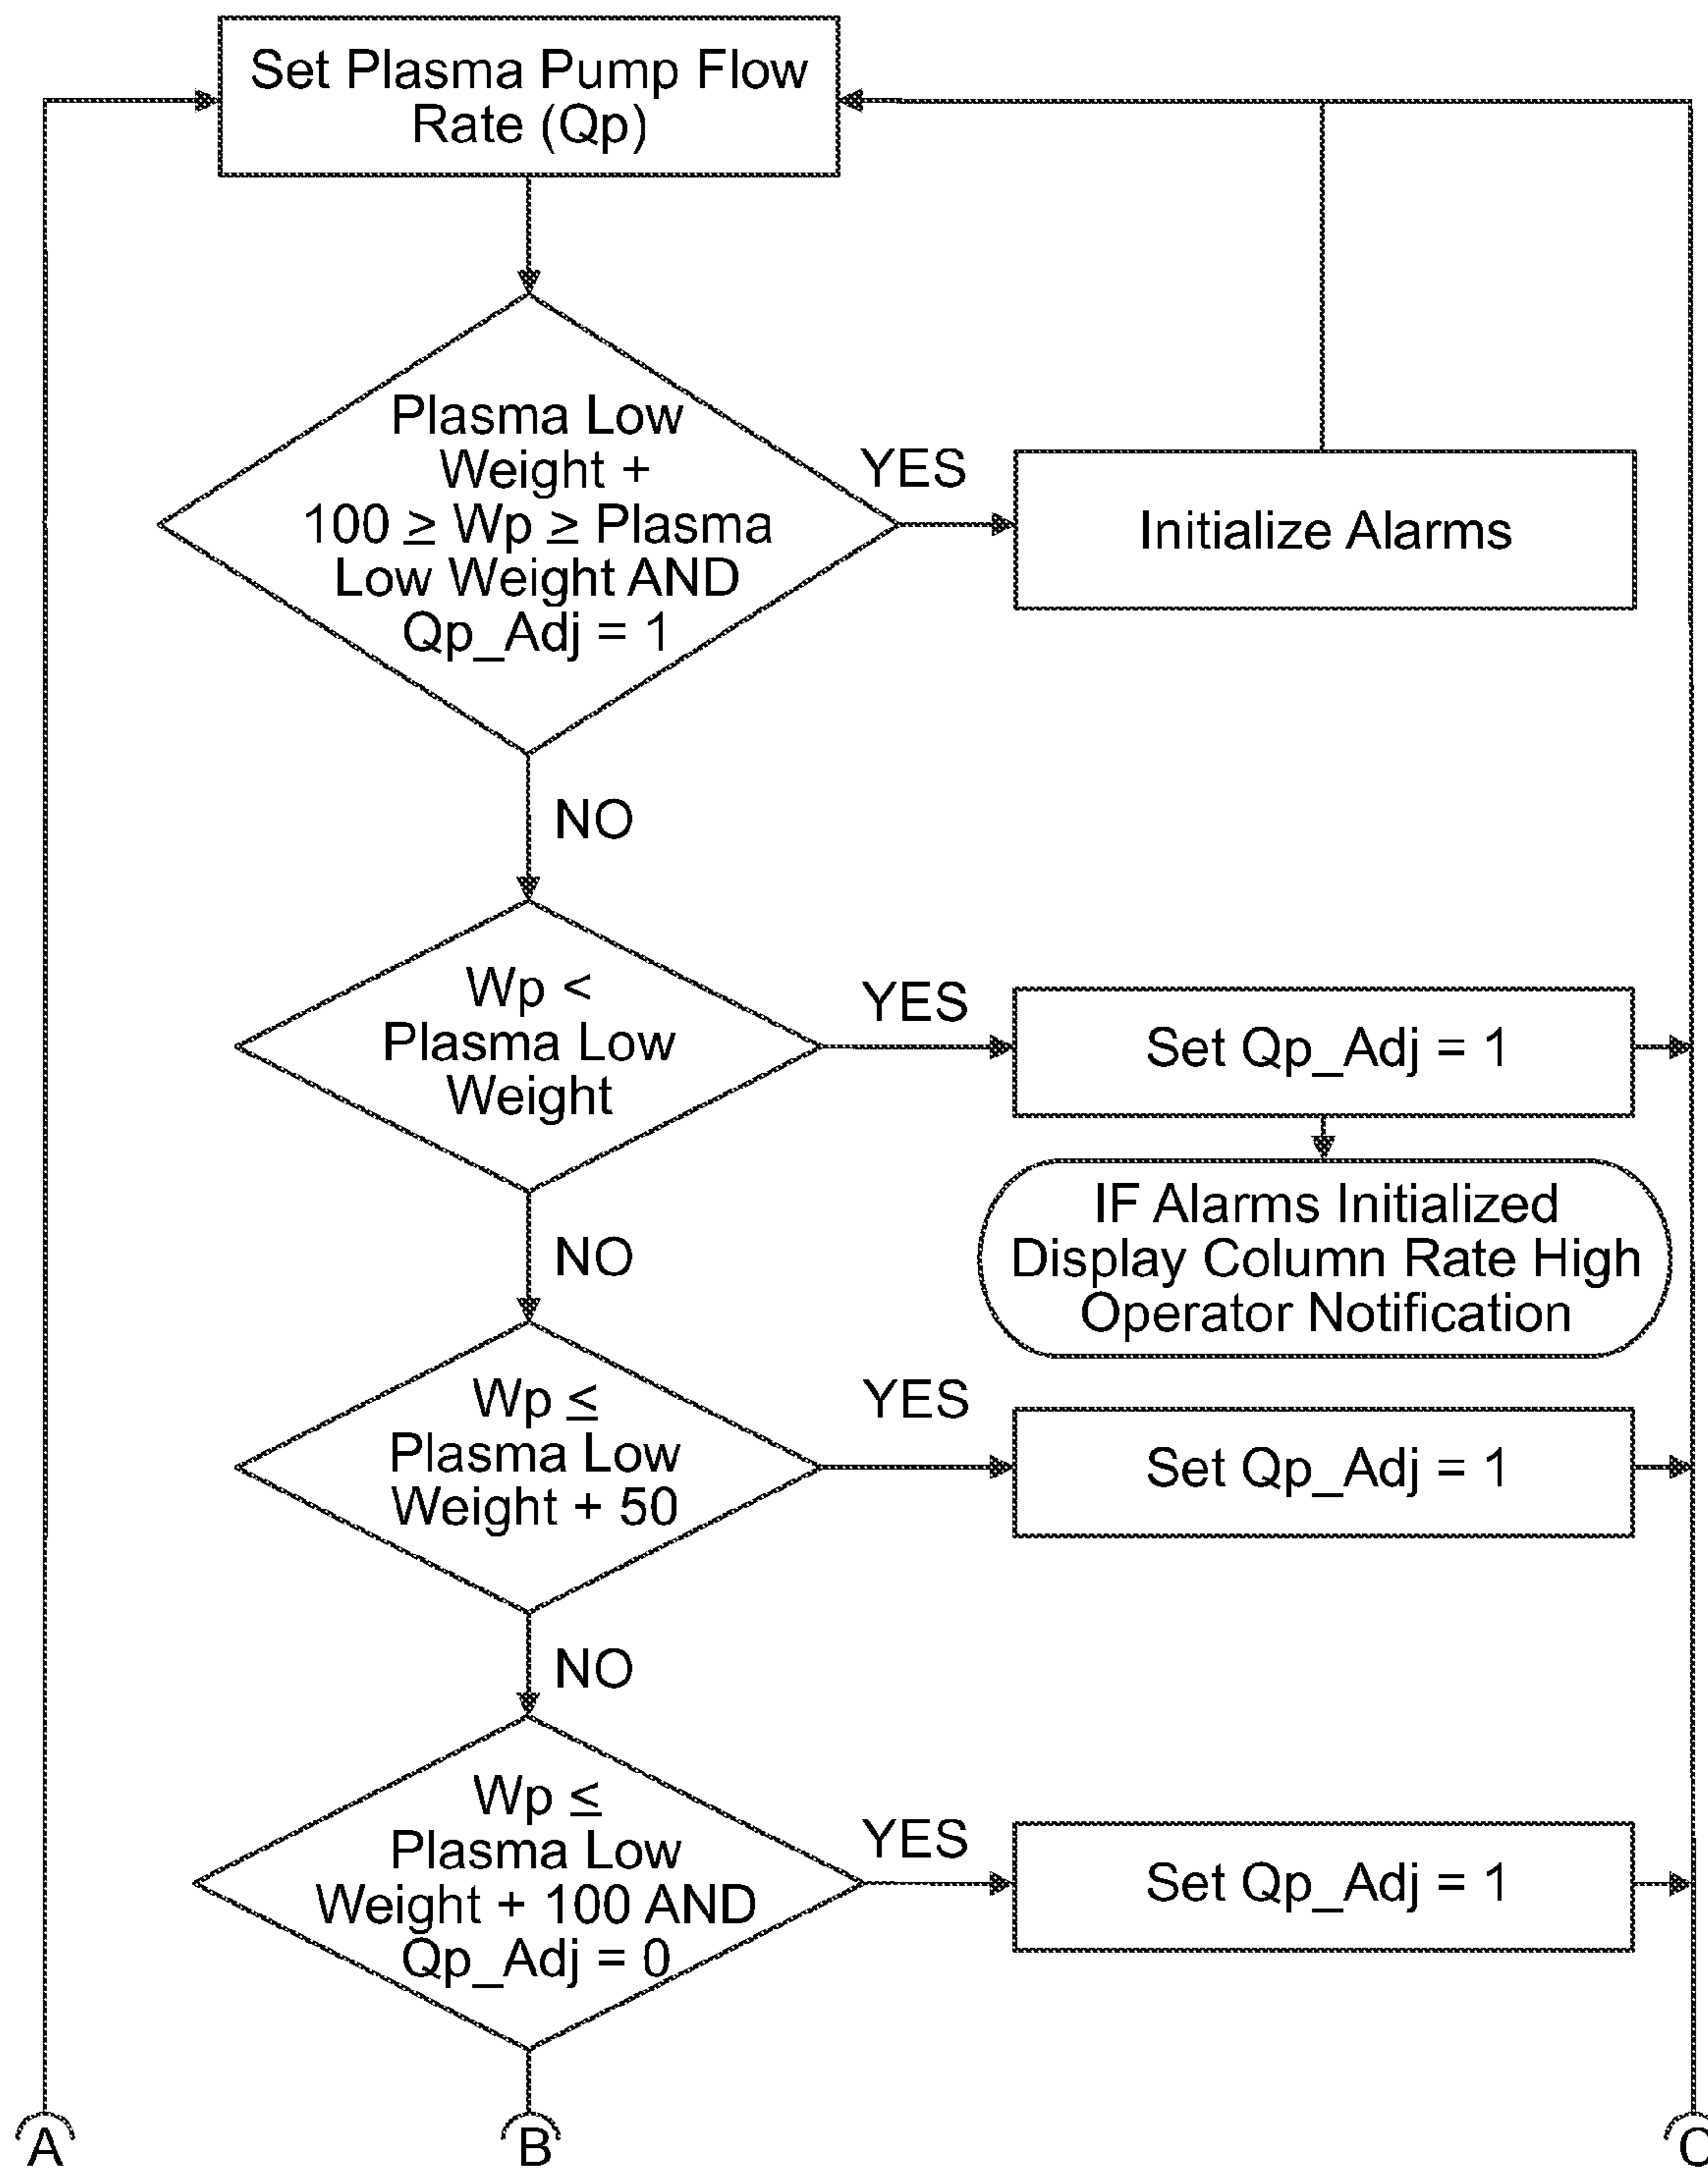 Set Plasma Pump Flow
Rate (Qp)
Plasma Low
Weight +
100 ≥ Wp ≥ Plasma
Low Weight AND
Qp_Adj = 1
YES
Initialize Alarms
NO
Wp <
Plasma Low
Weight
YES
Set Qp_Adj = 1
IF Alarms Initialized
Display Column Rate High
Operator Notification
NO
Wp ≤
Plasma Low
Weight + 50
YES
Set Qp_Adj = 1
NO
Wp ≤
Plasma Low
Weight + 100 AND
Qp_Adj = 0
YES
Set Qp_Adj = 1
A
B
C